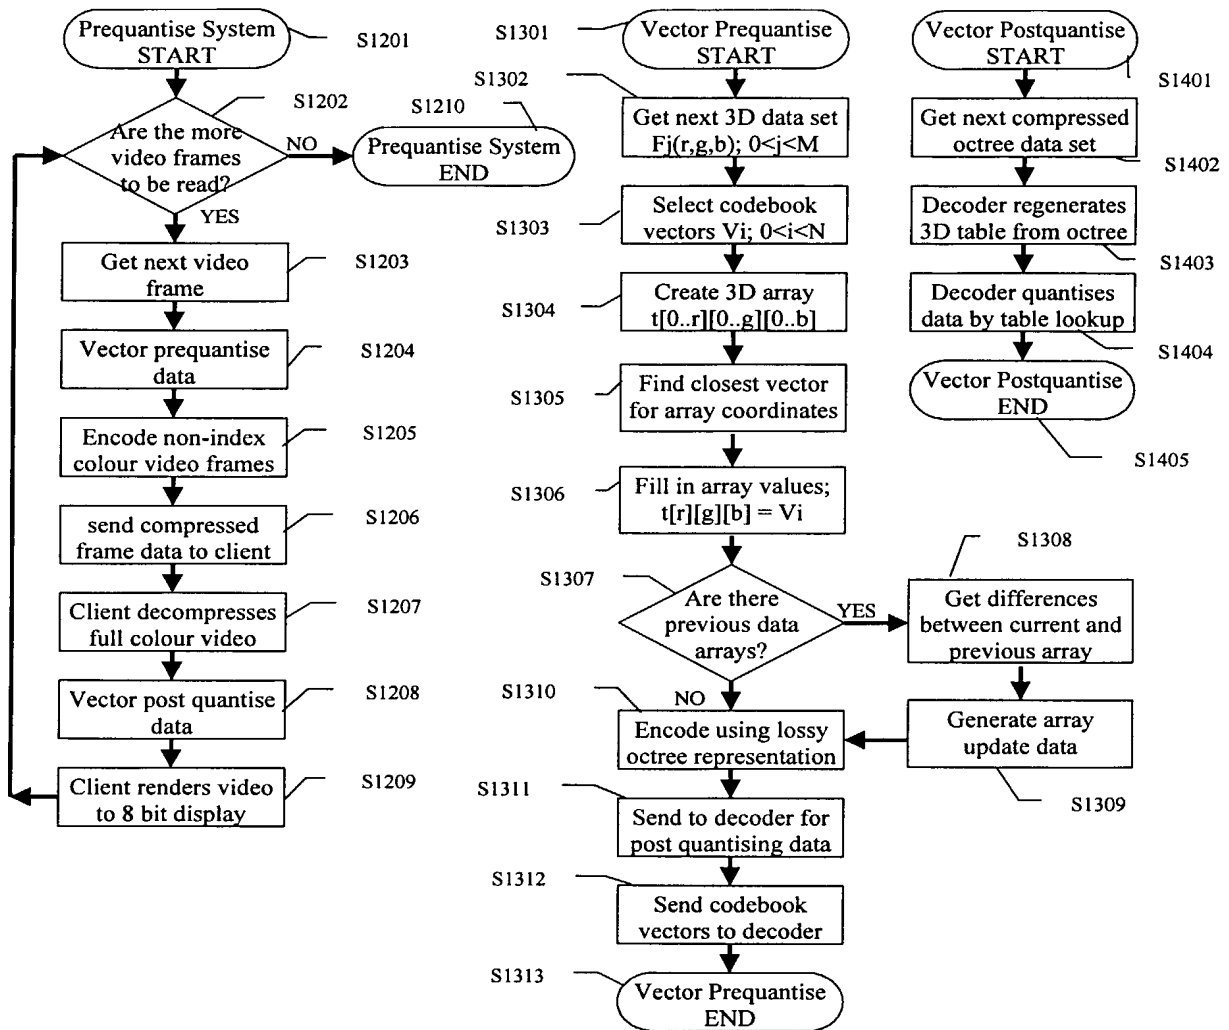 Prequantise System
START
S1201
S1202
Are the more
video frames
to be read?
NO
S1210
Prequantise System
END
YES
Get next video
frame
S1203
Vector prequantise
data
S1204
Encode non-index
colour video frames
S1205
send compressed
frame data to client
S1206
Client decompresses
full colour video
S1207
Vector post quantise
data
S1208
Client renders video
to 8 bit display
S1209
S1301
Vector Prequantise
START
S1302
Get next 3D data set
Fj(r,g,b); 0<j<M
S1303
Select codebook
vectors Vi; 0<i<N
S1304
Create 3D array
t[0..r][0..g][0..b]
S1305
Find closest vector
for array coordinates
S1306
Fill in array values;
t[r][g][b] = Vi
S1307
Are there
previous data
arrays?
YES
S1308
Get differences
between current and
previous array
Generate array
update data
S1309
NO
S1310
Encode using lossy
octree representation
S1311
Send to decoder for
post quantising data
S1312
Send codebook
vectors to decoder
S1313
Vector Prequantise
END
Vector Postquantise
START
S1401
Get next compressed
octree data set
S1402
Decoder regenerates
3D table from octree
S1403
Decoder quantises
data by table lookup
S1404
Vector Postquantise
END
S1405